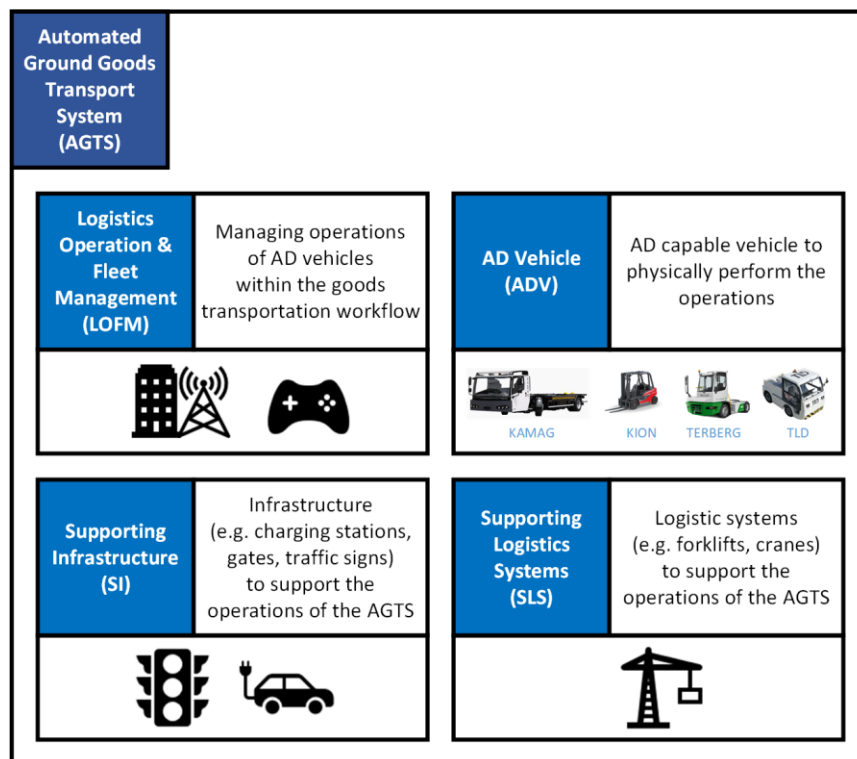 Automated
Ground Goods
Transport
System
(AGTS)
Logistics
Operation &
Fleet
Management
(LOFM)
Managing operations
of AD vehicles
within the goods
transportation workflow
AD Vehicle
(ADV)
AD capable vehicle to
physically perform the
operations
KAMAG
KION
TERBERG
TLD
Supporting
Infrastructure
(SI)
Infrastructure
(e.g. charging stations,
gates, traffic signs)
to support the
operations of the AGTS
Supporting
Logistics
Systems
(SLS)
Logistic systems
(e.g. forklifts, cranes)
to support the
operations of the AGTS